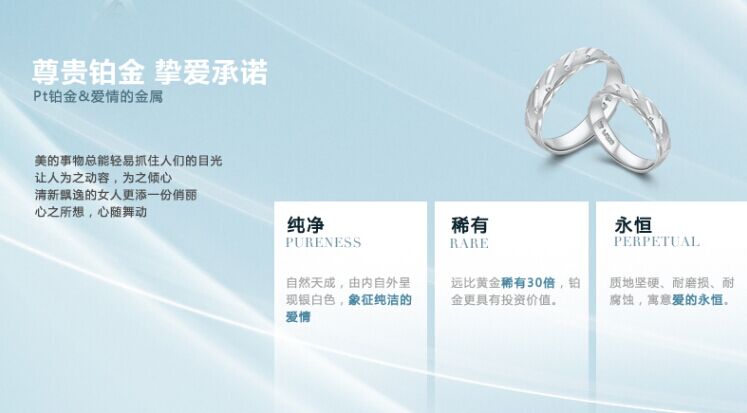 尊贵铂金 挚爱承诺
Pt铂金&爱情的金属
美的事物总能轻易抓住人们的目光
让人为之动容，为之倾心
清新飘逸的女人更添一份俏丽
心之所想，心随舞动
纯净
PURENESS
自然天成，由内自外呈
现银白色，象征纯洁的
爱情
稀有
RARE
远比黄金稀有30倍，铂
金更具有投资价值。
永恒
PERPETUAL
质地坚硬、耐磨损、耐
腐蚀，寓意爱的永恒。